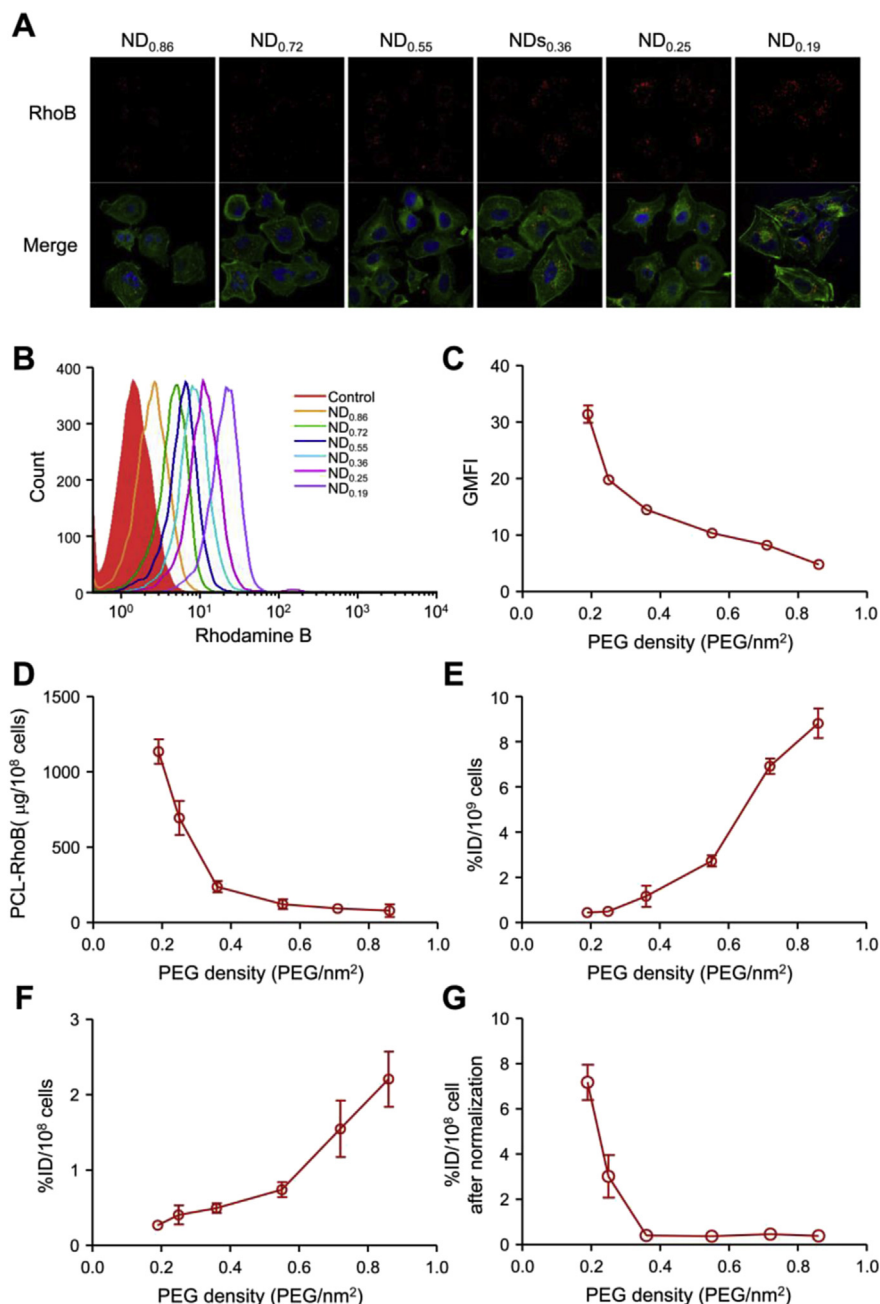 A
ND0.86 ND0.72 ND0.55 NDs0.36 ND0.25 ND0.19
RhoB
Merge
B
400
300
200
100
0
Count
10^0 10^1 10^2 10^3 10^4
Rhodamine B
Control
ND0.86
ND0.72
ND0.55
ND0.36
ND0.25
ND0.19
C
40
30
20
10
0
GMFI
0.0 0.2 0.4 0.6 0.8 1.0
PEG density (PEG/nm²)
D
1500
1000
500
0
PCL-RhoB( μg/10^8 cells)
0.0 0.2 0.4 0.6 0.8 1.0
PEG density (PEG/nm²)
E
10
8
6
4
2
0
%ID/10^9 cells
0.0 0.2 0.4 0.6 0.8 1.0
PEG density (PEG/nm²)
F
3
2
1
0
%ID/10^8 cells
0.0 0.2 0.4 0.6 0.8 1.0
PEG density (PEG/nm²)
G
10
8
6
4
2
0
%ID/10^8 cell
after normalization
0.0 0.2 0.4 0.6 0.8 1.0
PEG density (PEG/nm²)